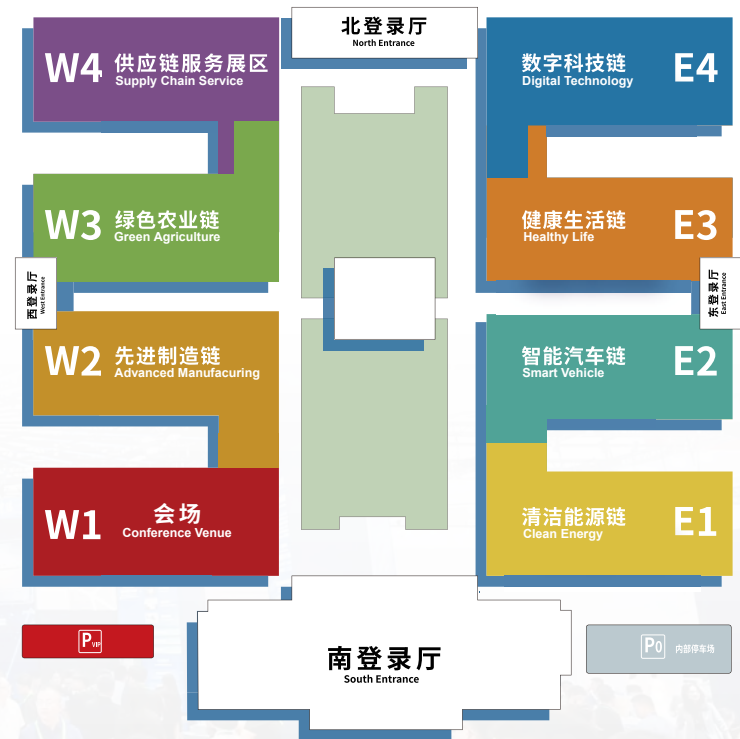 北登录厅
North Entrance
W4
供应链服务展区
Supply Chain Service
数字科技链
Digital Technology
E4
W3
绿色农业链
Green Agriculture
健康生活链
Healthy Life
E3
西登录厅
West Entrance
东登录厅
East Entrance
W2
先进制造链
Advanced Manufacuring
智能汽车链
Smart Vehicle
E2
W1
会场
Conference Venue
清洁能源链
Clean Energy
E1
P VIP
P0
内部停车场
南登录厅
South Entrance